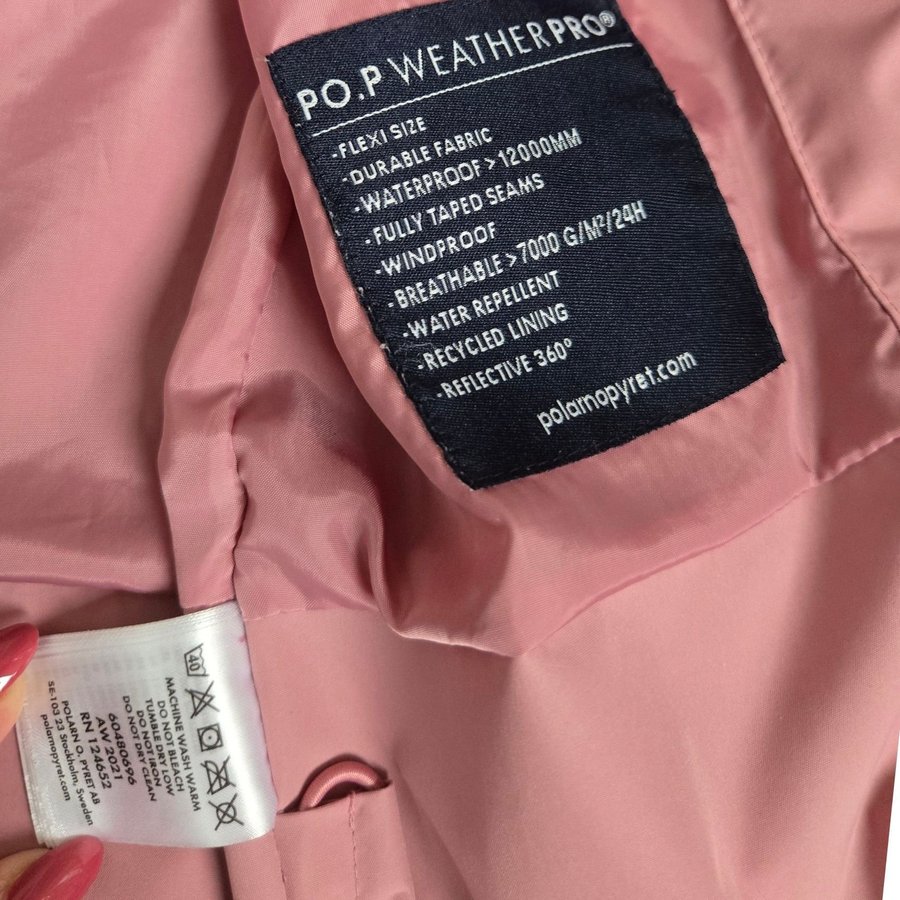 PO.P WEATHERPRO®
-FLEXI SIZE
-DURABLE FABRIC
-WATERPROOF >12000MM
-FULLY TAPED SEAMS
-WINDPROOF
-BREATHABLE >7000 G/M²/24H
-WATER REPELLENT
-RECYCLED LINING
-REFLECTIVE 360°
polarnopyret.com
40
MACHINE WASH WARM
DO NOT BLEACH
TUMBLE DRY LOW
DO NOT IRON
DO NOT DRY CLEAN
60480696
AW 2021
RN 124652
POLARN O. PYRET AB
SE-103 23 Stockholm, Sweden
polarnopyret.com